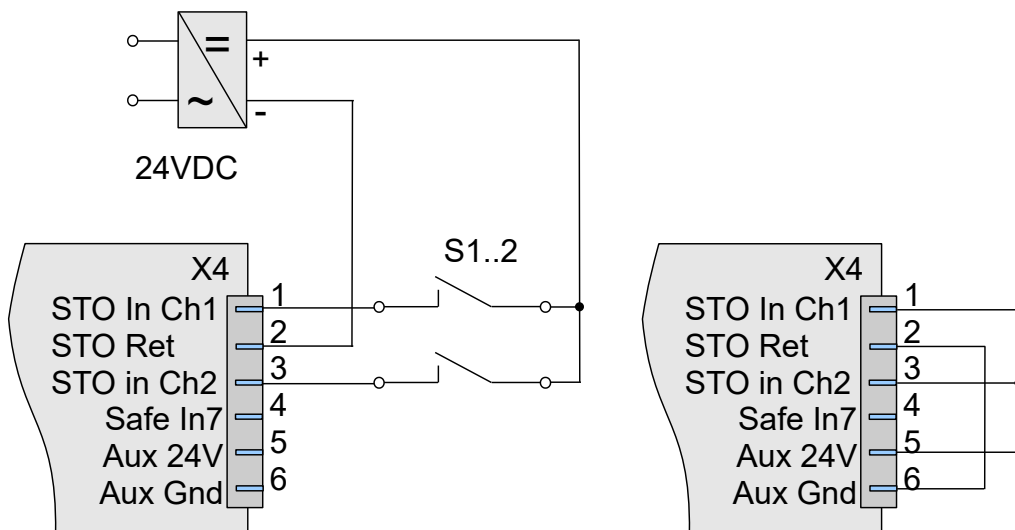 =
+
~
-
24VDC
S1..2
X4
STO In Ch1 1
STO Ret 2
STO in Ch2 3
Safe In7 4
Aux 24V 5
Aux Gnd 6
X4
STO In Ch1 1
STO Ret 2
STO in Ch2 3
Safe In7 4
Aux 24V 5
Aux Gnd 6